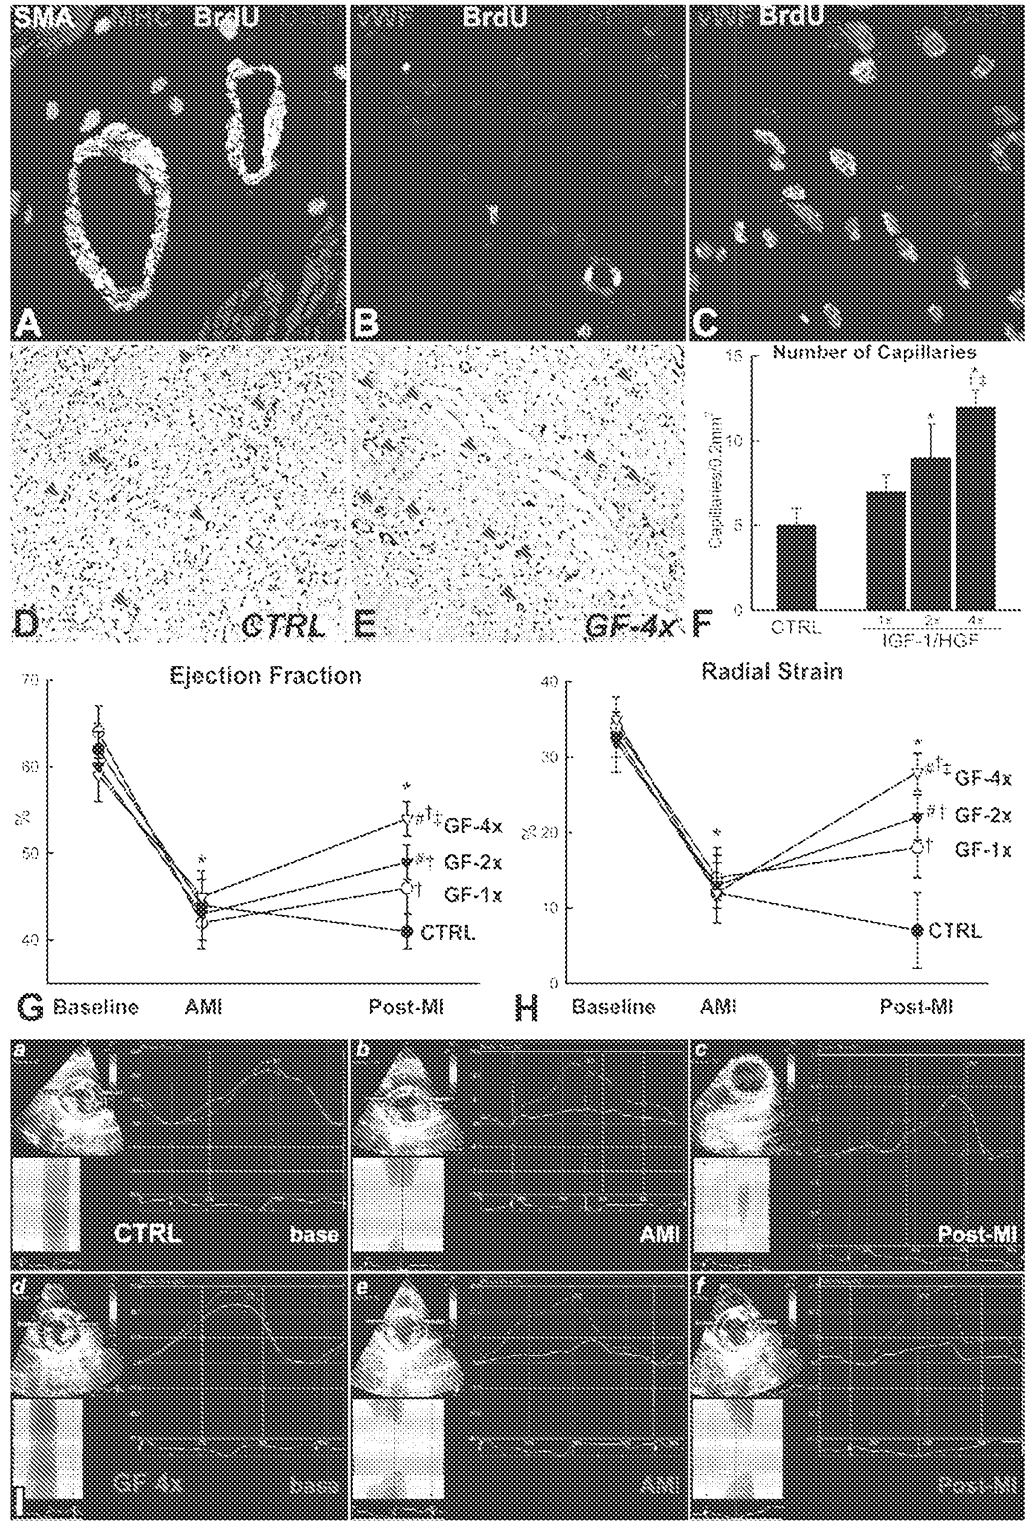 SMA BrdU
BrdU
BrdU
A
B
C
D CTRL
E GF-4x
F
Number of Capillaries
Capillaries/0.2mm²
15
10
5
0
*
*‡
CTRL
1x 2x 4x
IGF-1/HGF
G
Ejection Fraction
%
70
60
50
40
*
*
#†‡ GF-4x
#† GF-2x
† GF-1x
CTRL
Baseline AMI Post-MI
H
Radial Strain
%
40
30
20
10
0
*
*
#†‡ GF-4x
#† GF-2x
† GF-1x
CTRL
Baseline AMI Post-MI
I
a CTRL base
b AMI
c Post-MI
d GF-4x base
e AMI
f Post-MI